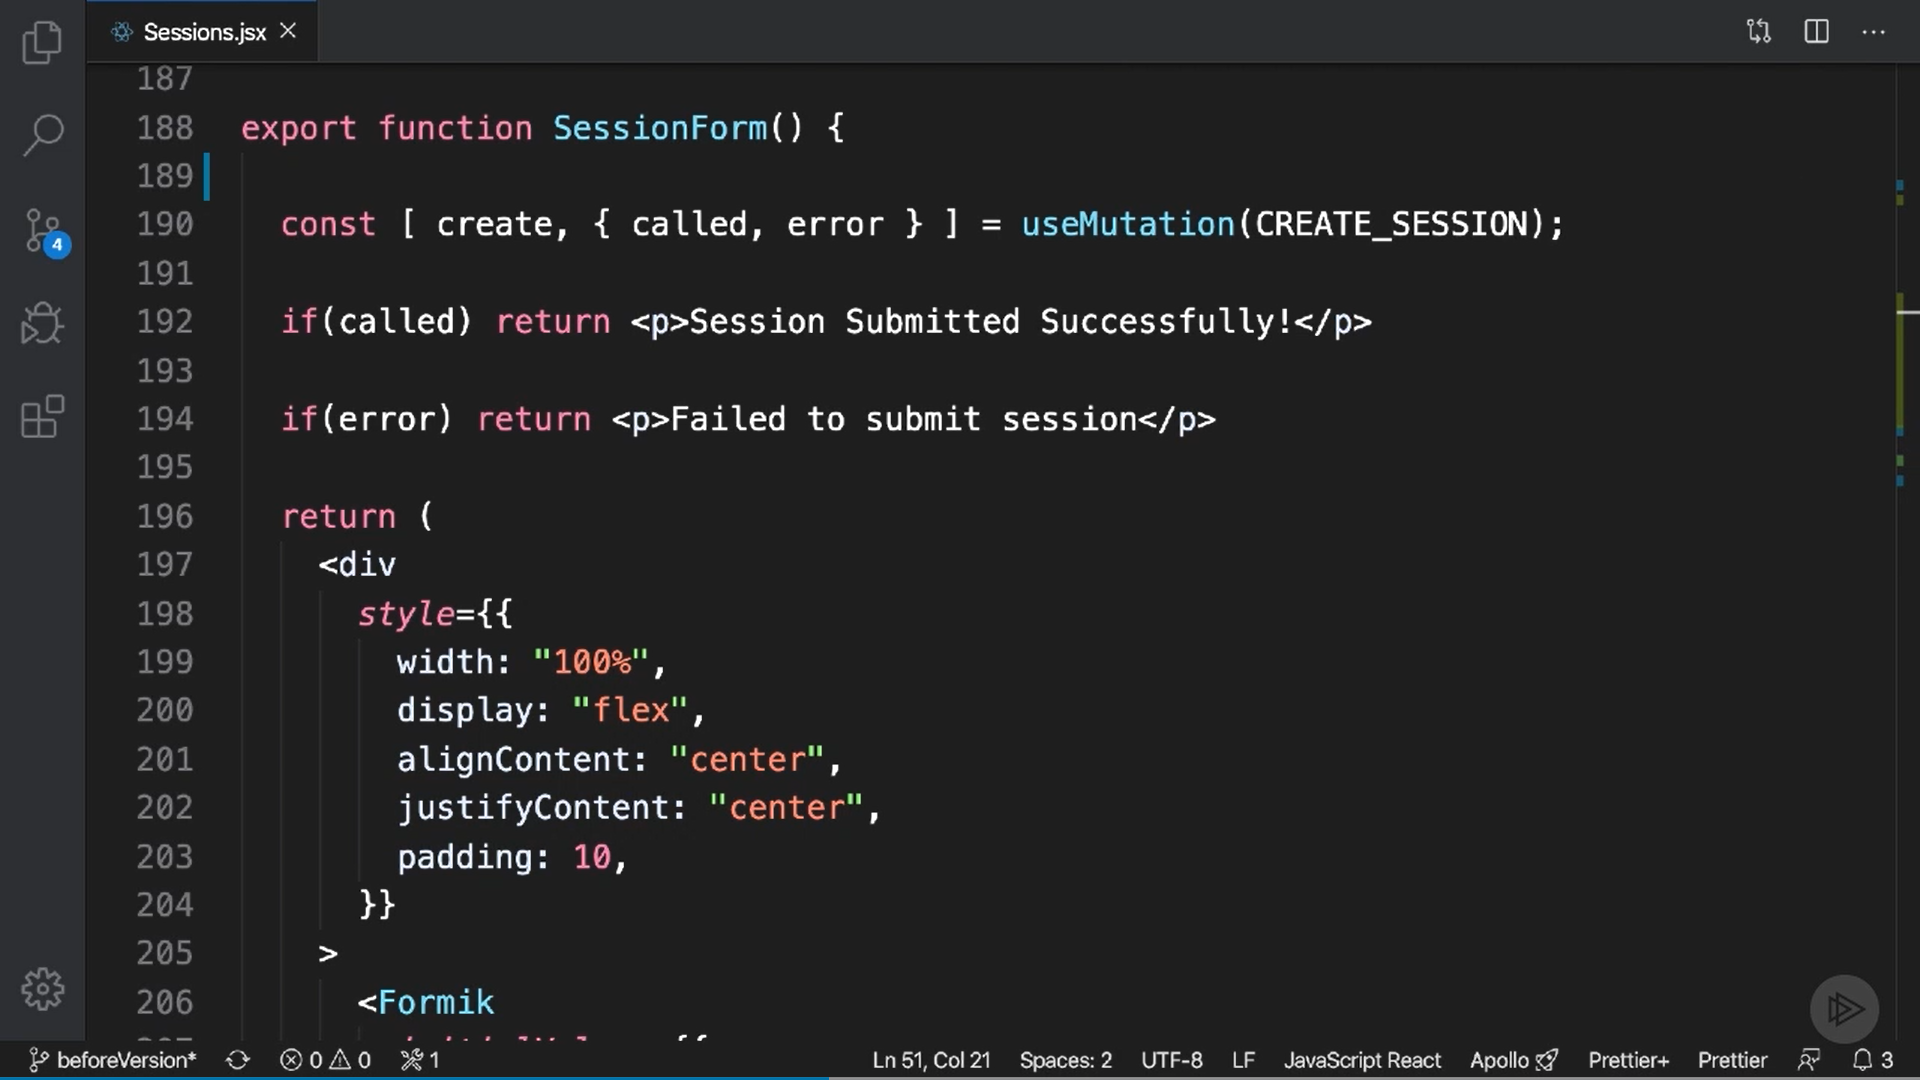 Sessions.jsx
187
188 export function SessionForm() {
189
190 const [ create, { called, error } ] = useMutation(CREATE_SESSION);
191
192 if(called) return <p>Session Submitted Successfully!</p>
193
194 if(error) return <p>Failed to submit session</p>
195
196 return (
197 <div
198 style={{
199 width: "100%",
200 display: "flex",
201 alignContent: "center",
202 justifyContent: "center",
203 padding: 10,
204 }}
205 >
206 <Formik
4
beforeVersion* 0 0 1 Ln 51, Col 21 Spaces: 2 UTF-8 LF JavaScript React Apollo Prettier+ Prettier 3